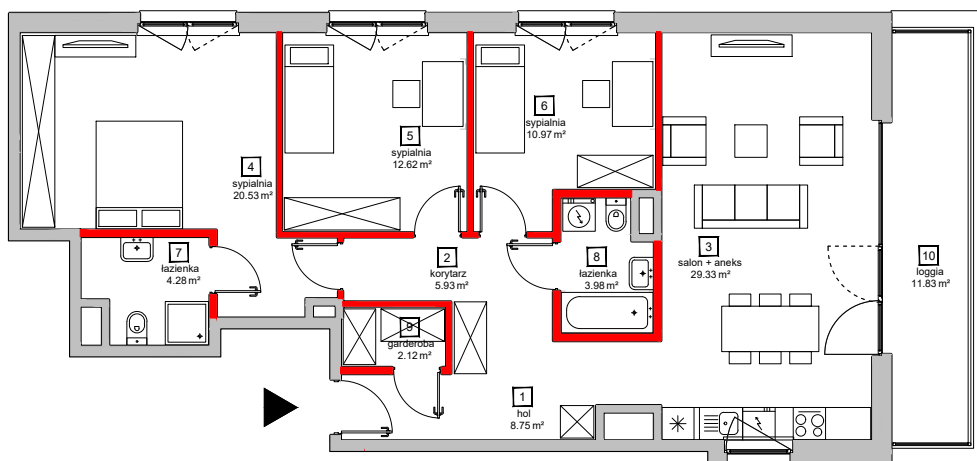 4
sypialnia
20.53 m²
5
sypialnia
12.62 m²
6
sypialnia
10.97 m²
7
łazienka
4.28 m²
2
korytarz
5.93 m²
8
łazienka
3.98 m²
3
salon + aneks
29.33 m²
10
loggia
11.83 m²
9
garderoba
2.12 m²
1
hol
8.75 m²